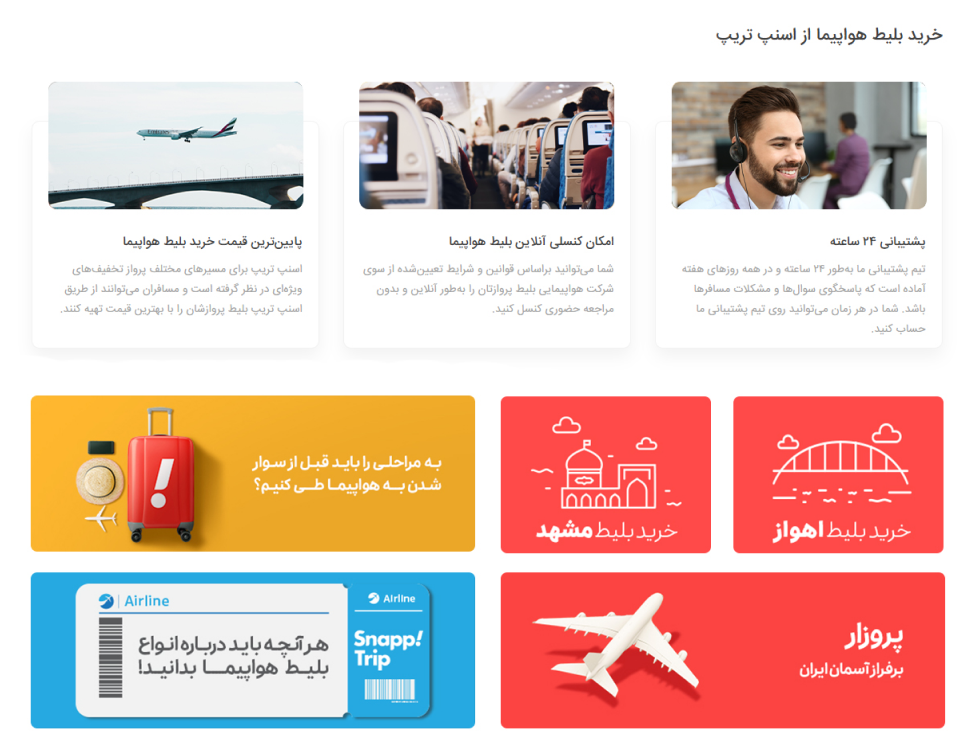 خرید بلیط هواپیما از اسنپ تریپ
پشتیبانی ۲۴ ساعته
تیم پشتیبانی ما به‌طور ۲۴ ساعته و در همه روزهای هفته
آماده است که پاسخگوی سوال‌ها و مشکلات مسافرها
باشد. شما در هر زمان می‌توانید روی تیم پشتیبانی ما
حساب کنید.
امکان کنسلی آنلاین بلیط هواپیما
شما می‌توانید براساس قوانین و شرایط تعیین‌شده از سوی
شرکت هواپیمایی بلیط پروازتان را به‌طور آنلاین و بدون
مراجعه حضوری کنسل کنید.
پایین‌ترین قیمت خرید بلیط هواپیما
اسنپ تریپ برای مسیرهای مختلف پرواز تخفیف‌های
ویژه‌ای در نظر گرفته است و مسافران می‌توانند از طریق
اسنپ تریپ بلیط پروازشان را با بهترین قیمت تهیه کنند.
خرید بلیط اهواز
خرید بلیط مشهد
به مراحلی را باید قبل از سوار
شدن به هواپیما طی کنیم؟
پروزار
برفراز آسمان ایران
Airline
Snapp!
Trip
Airline
هر آنچه باید درباره انواع
بلیط هواپیما بدانید!